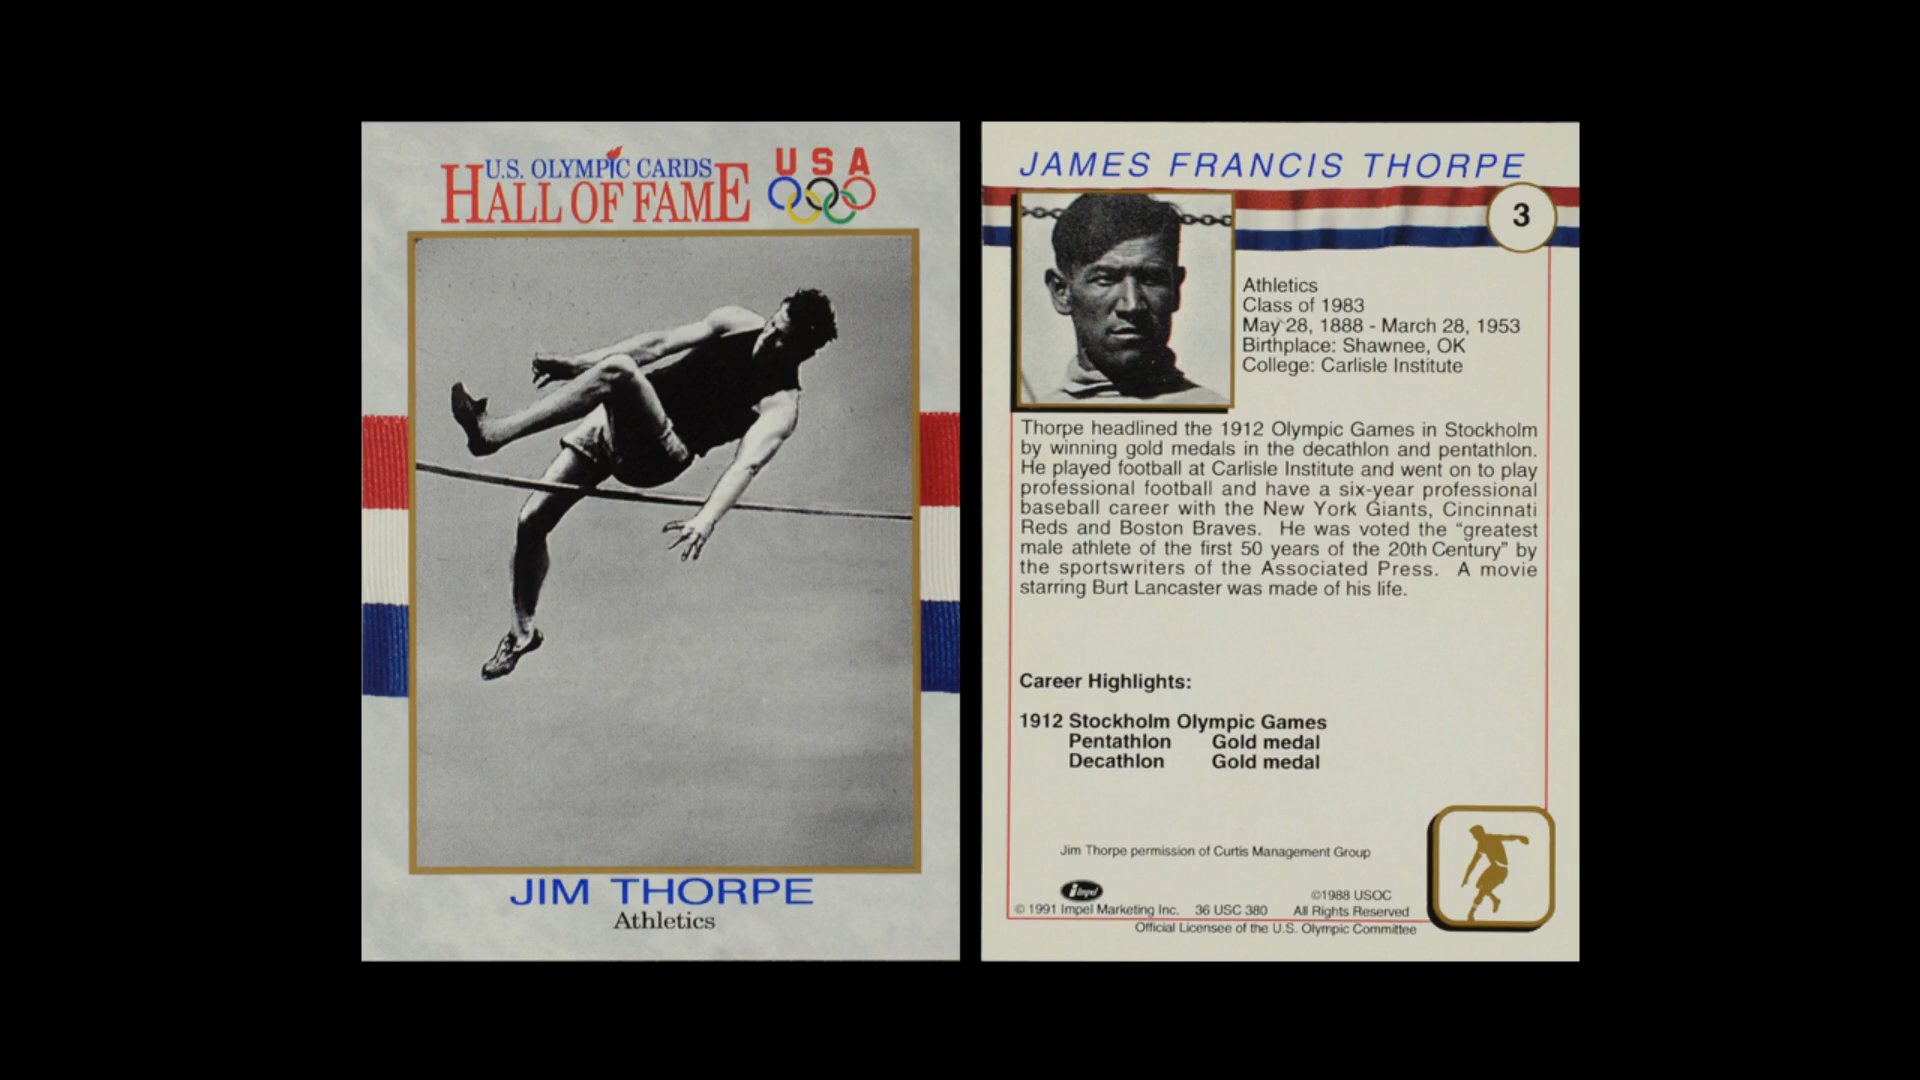 U.S. OLYMPIC CARDS
HALL OF FAME
USA
JIM THORPE
Athletics
JAMES FRANCIS THORPE
3
Athletics
Class of 1983
May 28, 1888 - March 28, 1953
Birthplace: Shawnee, OK
College: Carlisle Institute
Thorpe headlined the 1912 Olympic Games in Stockholm
by winning gold medals in the decathlon and pentathlon.
He played football at Carlisle Institute and went on to play
professional football and have a six-year professional
baseball career with the New York Giants, Cincinnati
Reds and Boston Braves. He was voted the “greatest
male athlete of the first 50 years of the 20th Century” by
the sportswriters of the Associated Press. A movie
starring Burt Lancaster was made of his life.
Career Highlights:
1912 Stockholm Olympic Games
Pentathlon Gold medal
Decathlon Gold medal
Jim Thorpe permission of Curtis Management Group
Impel
©1988 USOC
© 1991 Impel Marketing Inc. 36 USC 380 All Rights Reserved
Official Licensee of the U.S. Olympic Committee